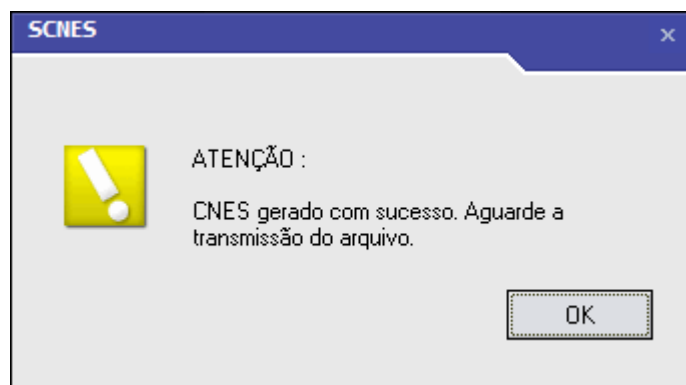 SCNES
ATENÇÃO :
CNES gerado com sucesso. Aguarde a
transmissão do arquivo.
OK